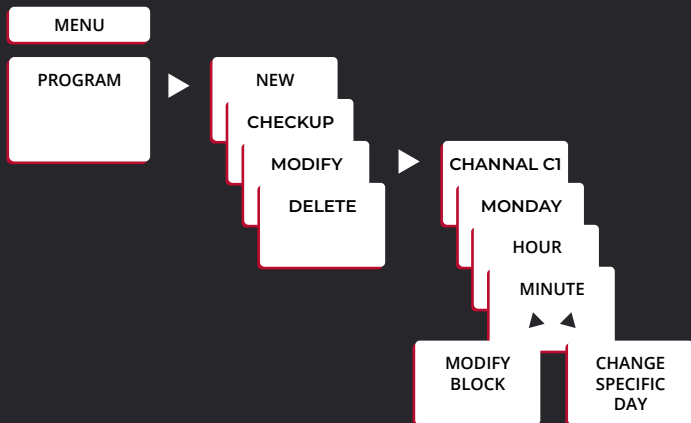 MENU
PROGRAM
NEW
CHECKUP
MODIFY
DELETE
CHANNAL C1
MONDAY
HOUR
MINUTE
MODIFY
BLOCK
CHANGE
SPECIFIC
DAY